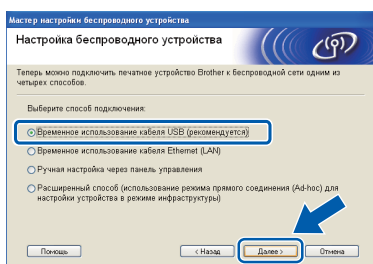 Мастер настройки беспроводного устройства
Настройка беспроводного устройства
Теперь можно подключить печатное устройство Brother к беспроводной сети одним из
четырех способов.
Выберите способ подключения:
Временное использование кабеля USB (рекомендуется)
Временное использование кабеля Ethernet (LAN)
Ручная настройка через панель управления
Расширенный способ (использование режима прямого соединения (Ad-hoc) для
настройки устройства в режиме инфраструктуры)
Помощь
< Назад
Далее >
Отмена